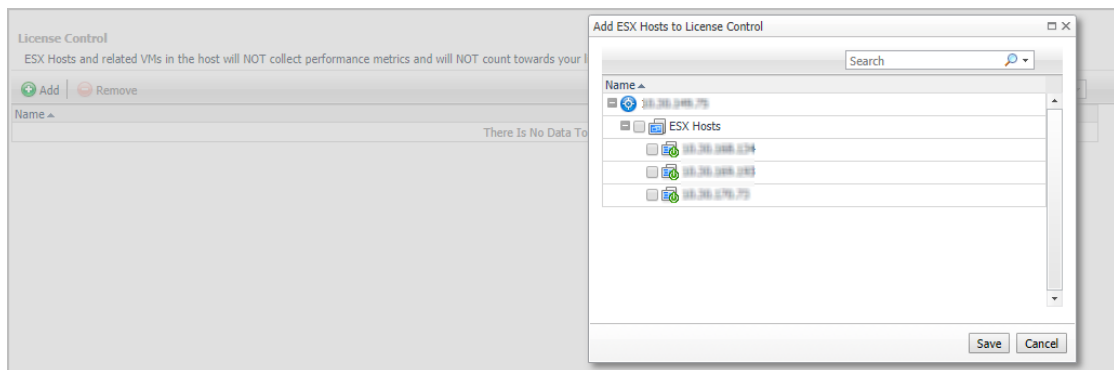 License Control
ESX Hosts and related VMs in the host will NOT collect performance metrics and will NOT count towards your
Add Remove
Name
There Is No Data To
Add ESX Hosts to License Control
Search
Name
ESX Hosts
Save Cancel